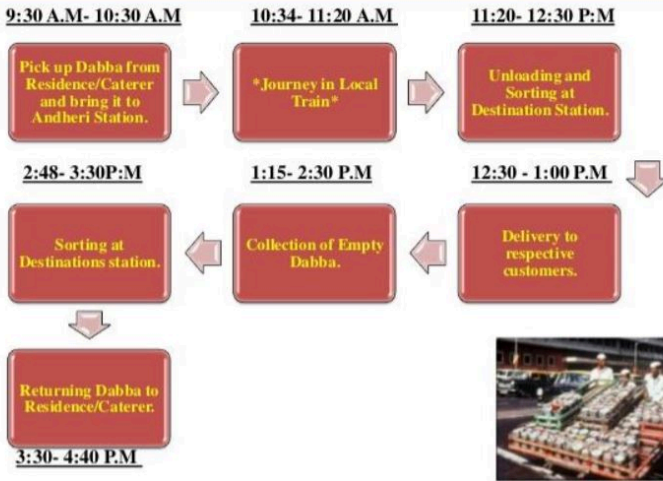 9:30 A.M- 10:30 A.M
Pick up Dabba from
Residence/Caterer
and bring it to
Andheri Station.
10:34- 11:20 A.M
*Journey in Local
Train*
11:20- 12:30 P:M
Unloading and
Sorting at
Destination Station.
12:30 - 1:00 P.M
Delivery to
respective
customers.
1:15- 2:30 P.M
Collection of Empty
Dabba.
2:48- 3:30P:M
Sorting at
Destinations station.
Returning Dabba to
Residence/Caterer.
3:30- 4:40 P.M